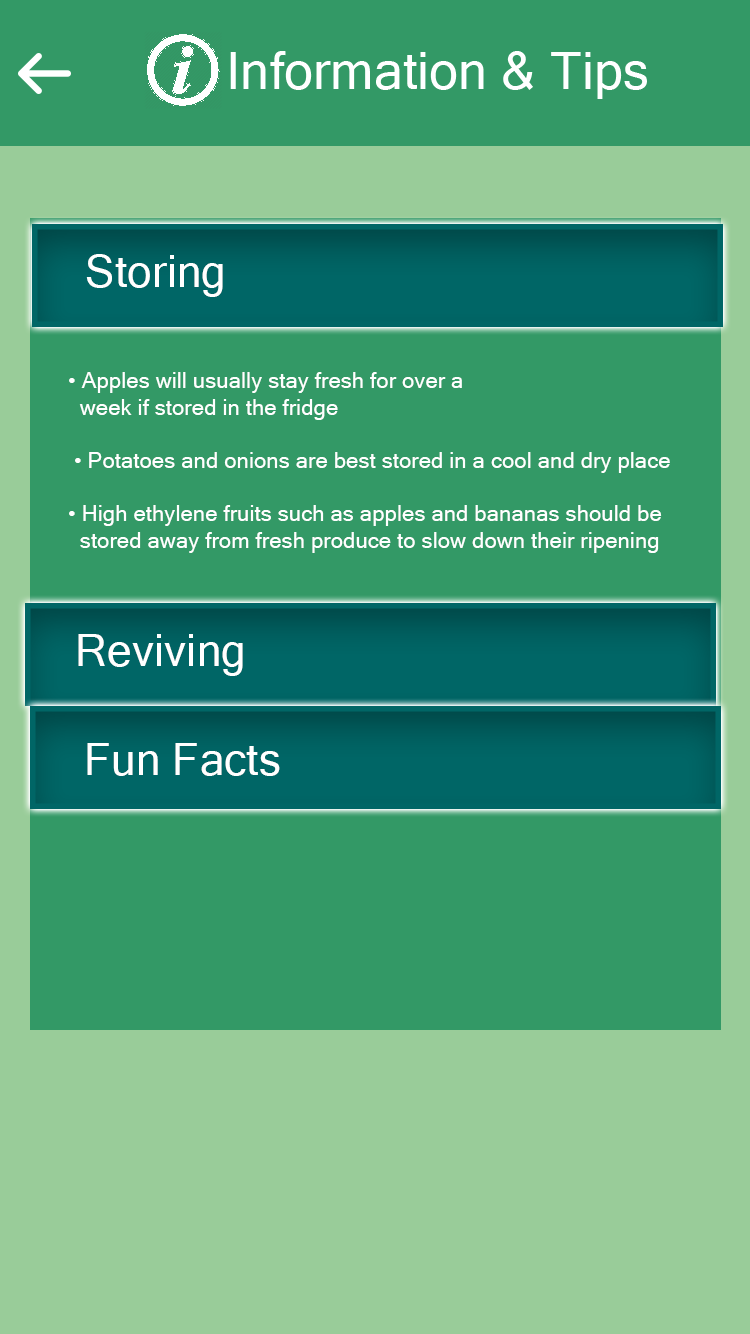 Information & Tips
Storing
• Apples will usually stay fresh for over a
week if stored in the fridge
• Potatoes and onions are best stored in a cool and dry place
• High ethylene fruits such as apples and bananas should be
stored away from fresh produce to slow down their ripening
Reviving
Fun Facts